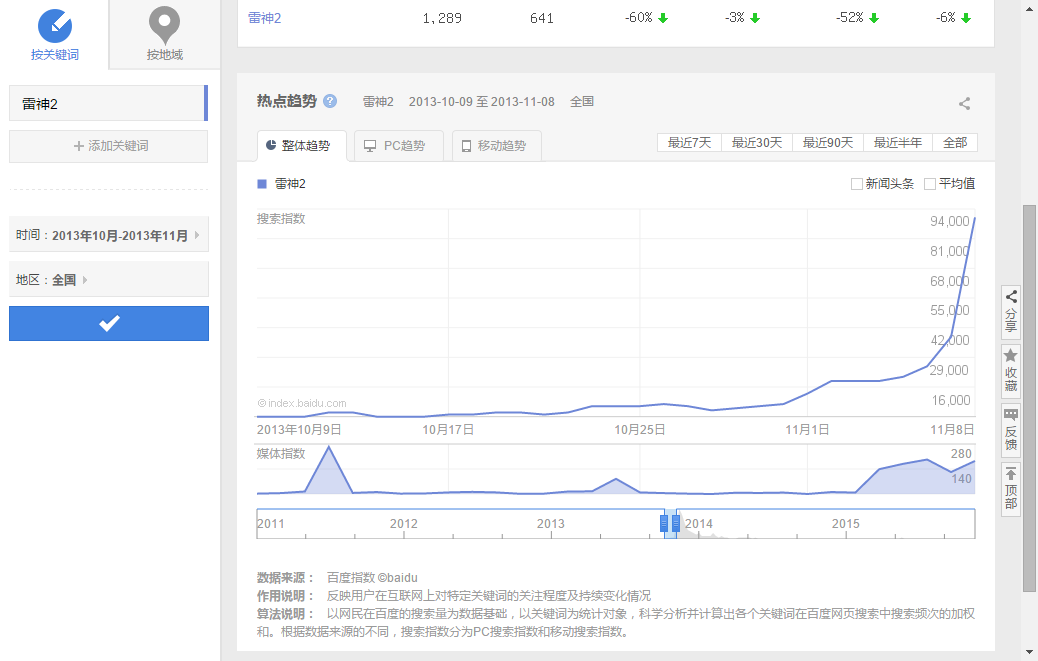 按关键词
按地域
雷神2
+ 添加关键词
时间：2013年10月-2013年11月
地区：全国
雷神2 1,289 641 -60% -3% -52% -6%
热点趋势 ? 雷神2 2013-10-09 至 2013-11-08 全国
整体趋势 PC趋势 移动趋势 最近7天 最近30天 最近90天 最近半年 全部
雷神2 新闻头条 平均值
搜索指数
94,000
81,000
68,000
55,000
42,000
29,000
16,000
©index.baidu.com
2013年10月9日 10月17日 10月25日 11月1日 11月8日
媒体指数
280
140
2011 2012 2013 2014 2015
数据来源： 百度指数 ©baidu
作用说明： 反映用户在互联网上对特定关键词的关注程度及持续变化情况
算法说明： 以网民在百度的搜索量为数据基础，以关键词为统计对象，科学分析并计算出各个关键词在百度网页搜索中搜索频次的加权
和。根据数据来源的不同，搜索指数分为PC搜索指数和移动搜索指数。
分享
收藏
反馈
顶部